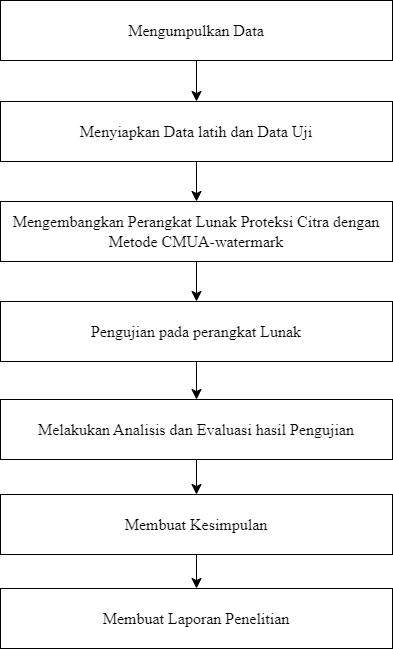 Mengumpulkan Data
Menyiapkan Data latih dan Data Uji
Mengembangkan Perangkat Lunak Proteksi Citra dengan
Metode CMUA-watermark
Pengujian pada perangkat Lunak
Melakukan Analisis dan Evaluasi hasil Pengujian
Membuat Kesimpulan
Membuat Laporan Penelitian